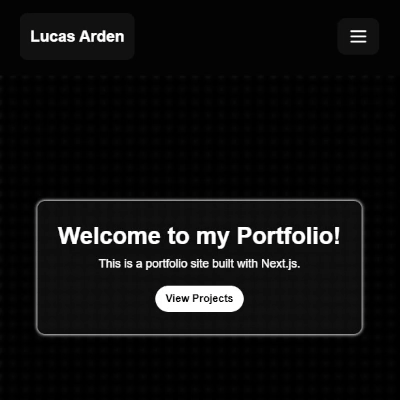 Lucas Arden
Welcome to my Portfolio!
This is a portfolio site built with Next.js.
View Projects